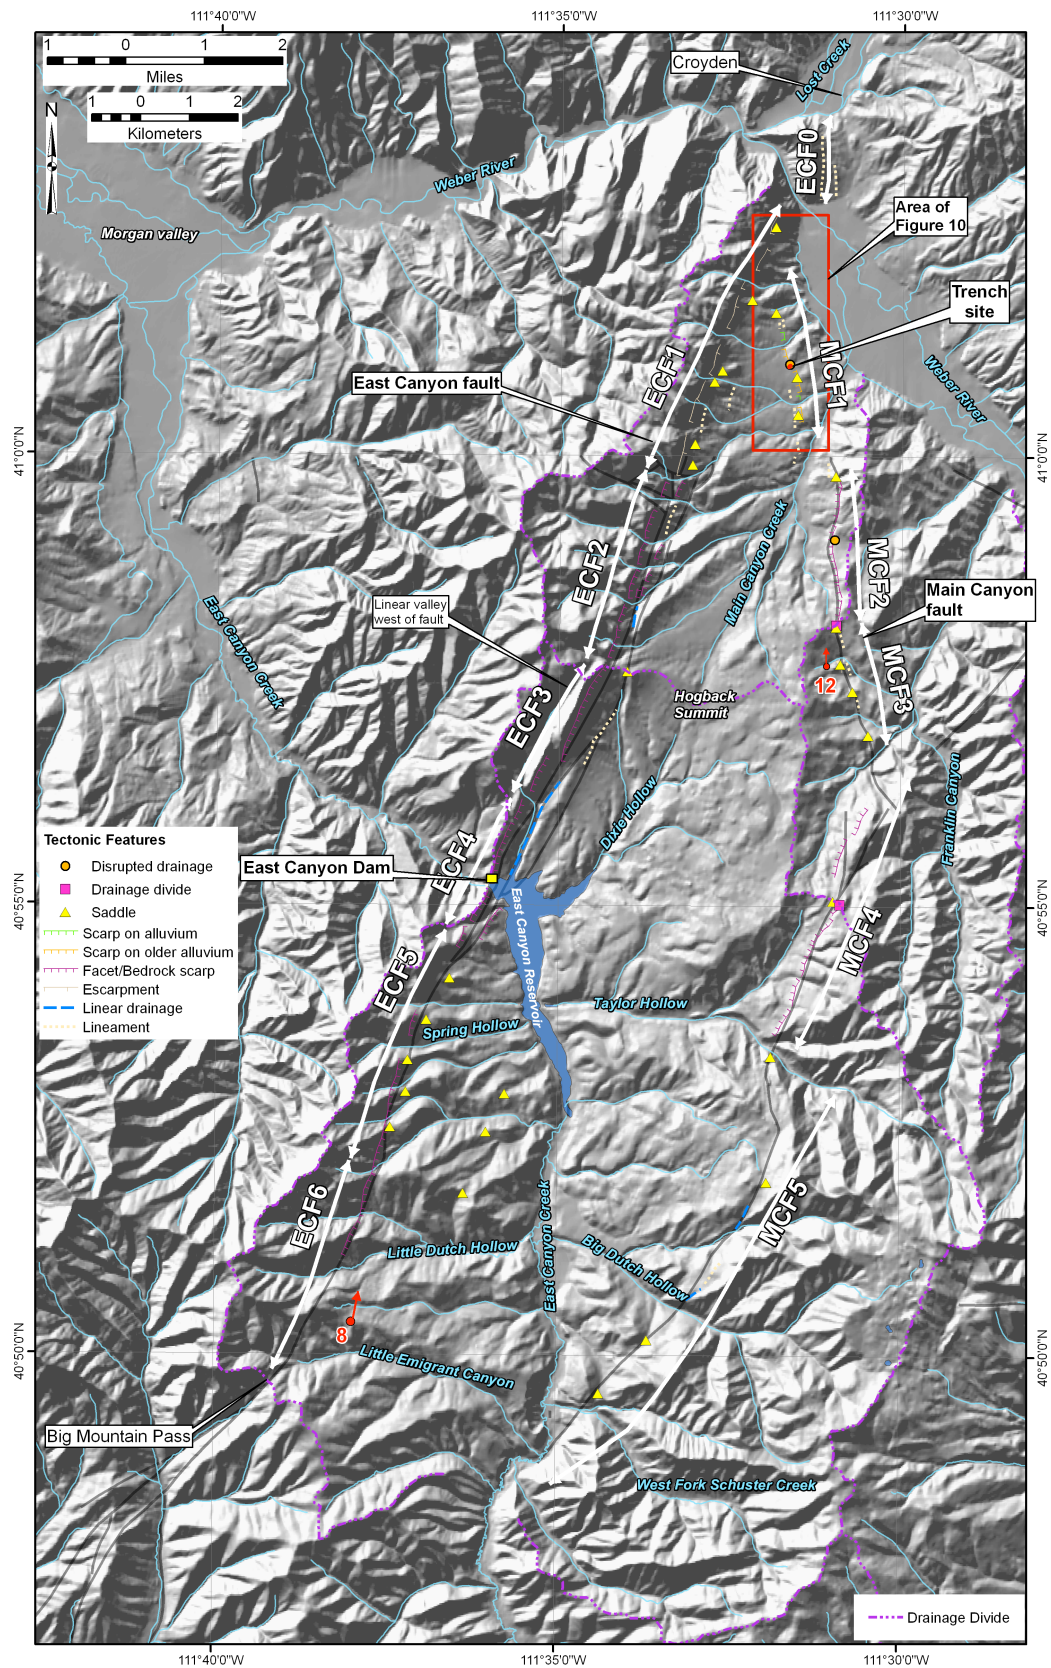 111°40'0"W
111°35'0"W
111°30'0"W
1 0 1 2
Miles
1 0 1 2
Kilometers
N
Croyden
Lost Creek
ECF0
Weber River
Morgan valley
Area of
Figure 10
Trench
site
MCF1
Weber River
ECF1
East Canyon fault
41°0'0"N
41°0'0"N
Main Canyon Creek
ECF2
MCF2
Linear valley
west of fault
East Canyon Creek
Main Canyon
fault
MCF3
12
Hogback
Summit
ECF3
Franklin Canyon
Dixie Hollow
ECF4
East Canyon Dam
Tectonic Features
Disrupted drainage
Drainage divide
Saddle
Scarp on alluvium
Scarp on older alluvium
Facet/Bedrock scarp
Escarpment
Linear drainage
Lineament
40°55'0"N
40°55'0"N
East Canyon Reservoir
MCF4
ECF5
Taylor Hollow
Spring Hollow
ECF6
MCF5
East Canyon Creek
Little Dutch Hollow
Big Dutch Hollow
8
40°50'0"N
40°50'0"N
Little Emigrant Canyon
Big Mountain Pass
West Fork Schuster Creek
Drainage Divide
111°40'0"W
111°35'0"W
111°30'0"W